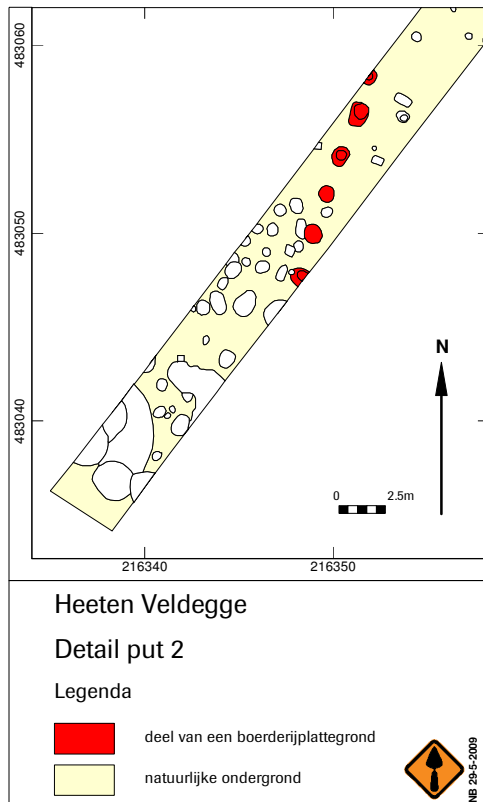 483060
483050
N
483040
0 2.5m
216340 216350
Heeten Veldegge
Detail put 2
Legenda
deel van een boerderijplattegrond
natuurlijke ondergrond
NB 29-5-2009